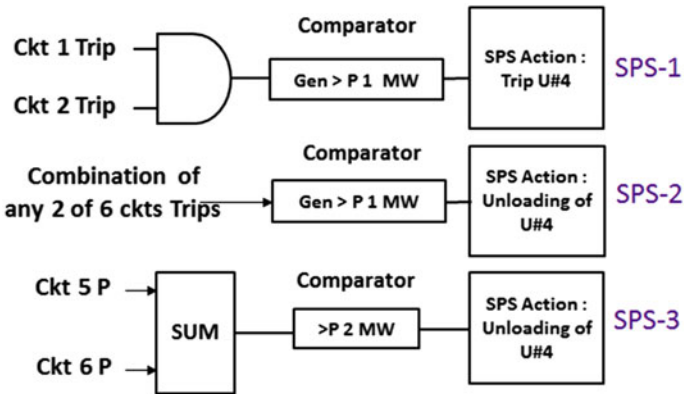 Ckt 1 Trip
Ckt 2 Trip
Comparator
Gen > P 1 MW
SPS Action :
Trip U#4
SPS-1
Combination of
any 2 of 6 ckts Trips
Comparator
Gen > P 1 MW
SPS Action :
Unloading of
U#4
SPS-2
Ckt 5 P
Ckt 6 P
SUM
Comparator
>P 2 MW
SPS Action :
Unloading of
U#4
SPS-3